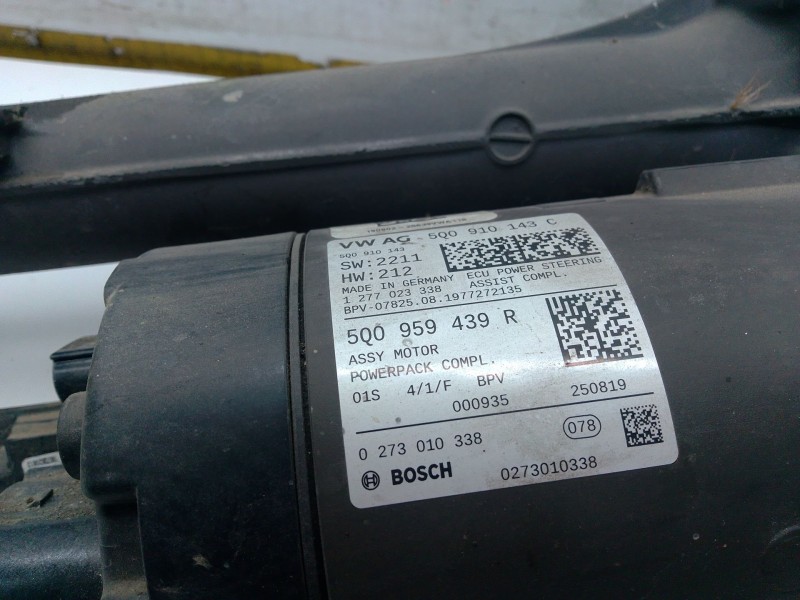 VW AG 5Q0 910 143 C
5Q0 910 143
SW:2211
HW:212
MADE IN GERMANY ECU POWER STEERING
1 277 023 338 ASSIST COMPL.
BPV-07825.08.1977272135
5Q0 959 439 R
ASSY MOTOR
POWERPACK COMPL.
01S 4/1/F BPV
000935 250819
0 273 010 338 078
BOSCH 0273010338